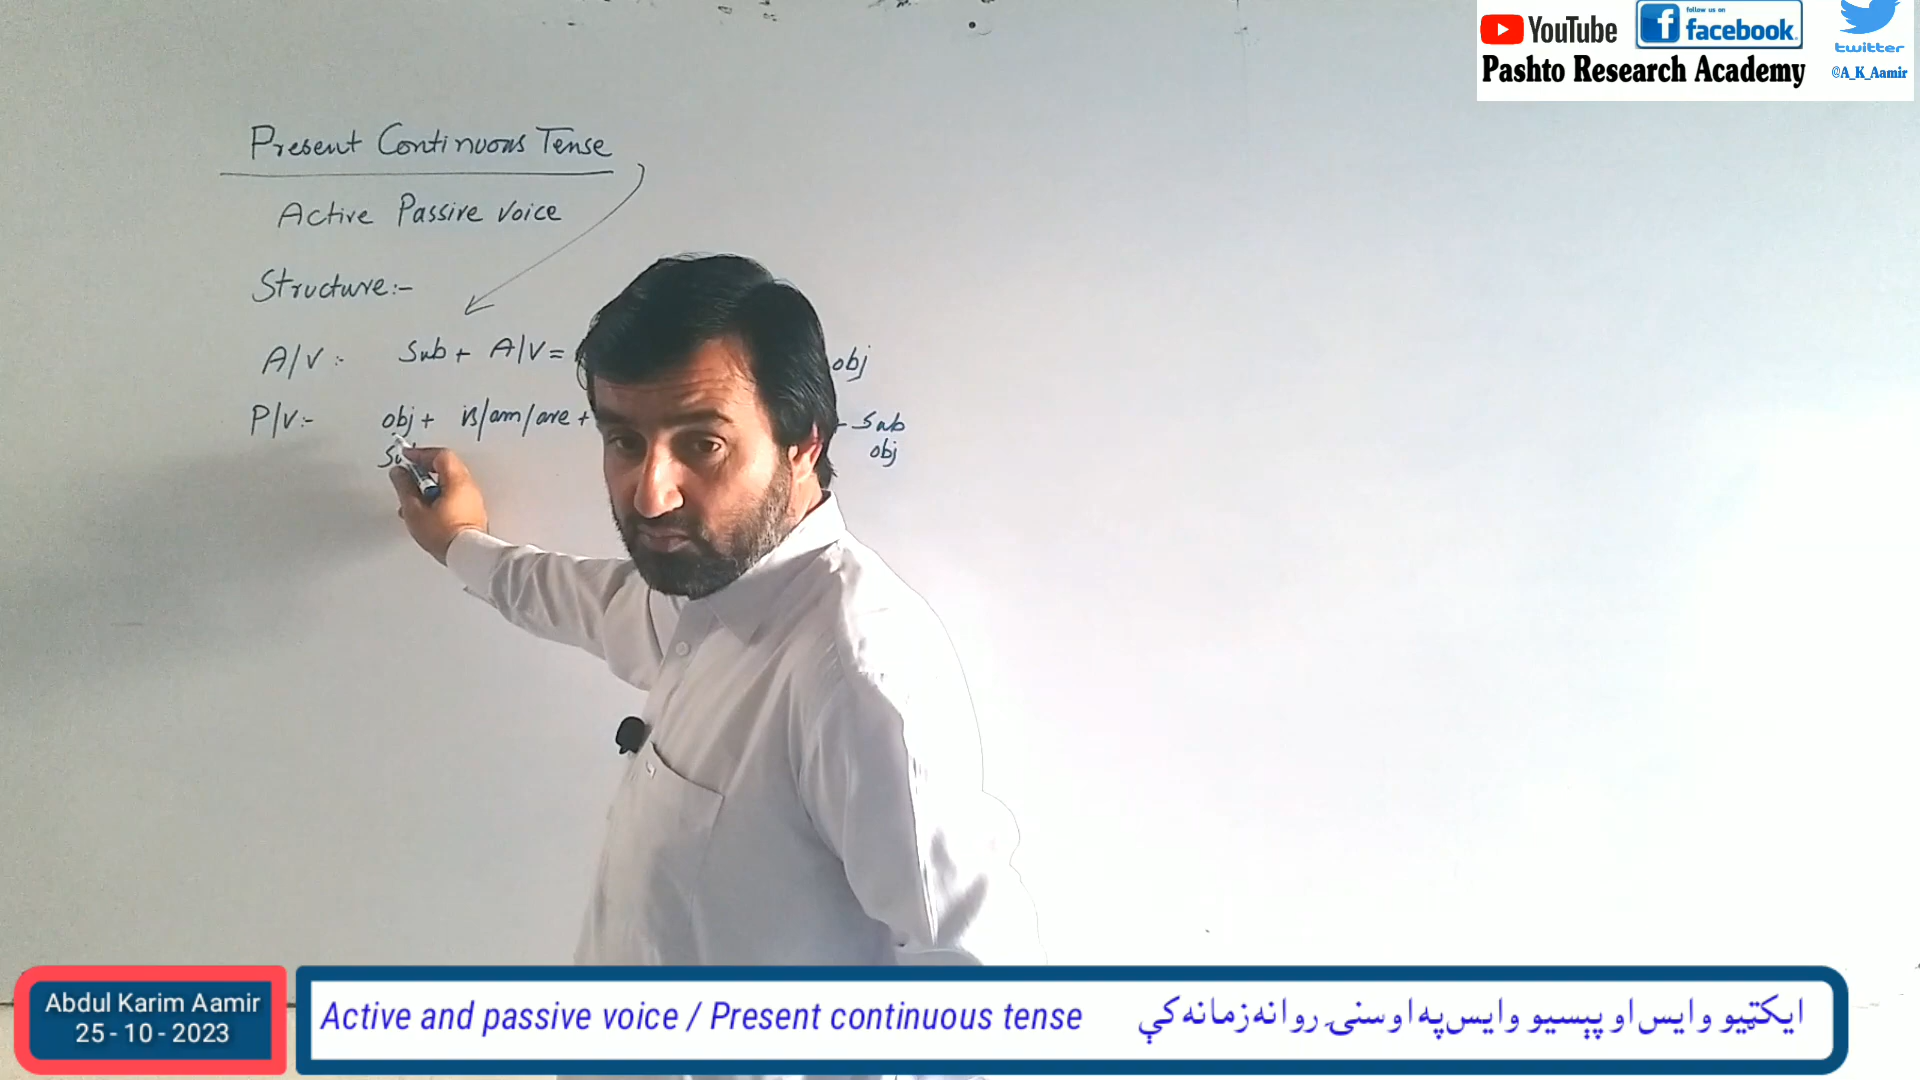 YouTube
follow us on
facebook.
twitter
Pashto Research Academy
@A_K_Aamir
Present Continuous Tense
Active Passive Voice
Structure:-
A/V:- Sub + A/V = obj
P/V:- obj + is/am/are + - Sub
obj
Abdul Karim Aamir
25 - 10 - 2023
Active and passive voice / Present continuous tense
ایکټیو وایس او پېسیو وایس په اوسنۍ روانه زمانه کې